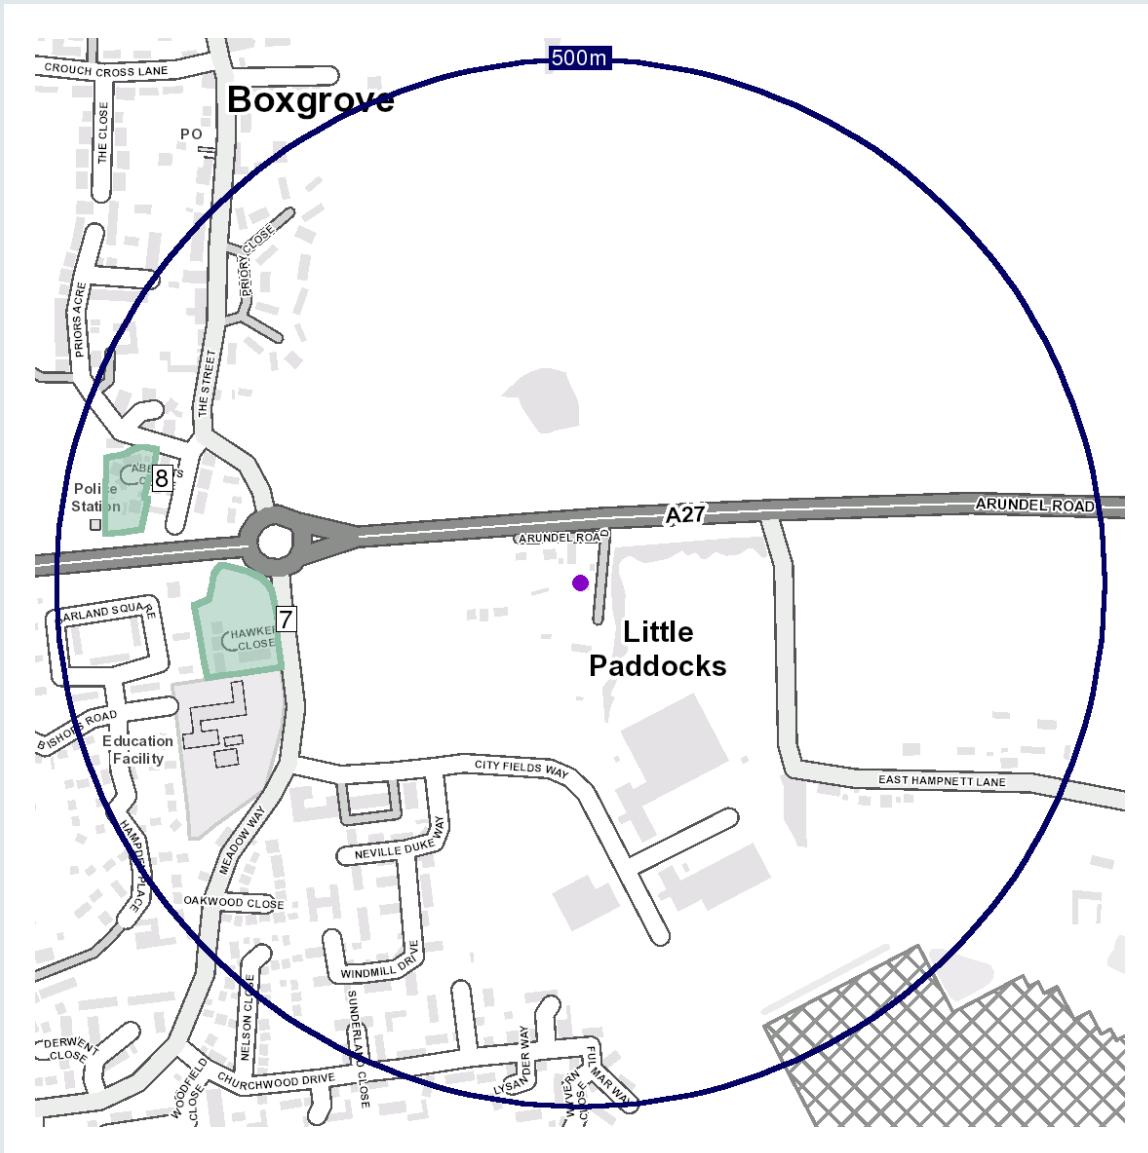 500m
CROUCH CROSS LANE
Boxgrove
THE CLOSE
PO
PRIORY CLOSE
PRIORS ACRE
THE STREET
8
Police
Station
A27
ARUNDEL ROAD
ARUNDEL ROAD
7
HAWKER
CLOSE
Little
Paddocks
BISHOPS ROAD
Education
Facility
CITY FIELDS WAY
EAST HAMPNETT LANE
MEADOW WAY
NEVILLE DUKE WAY
HAMPDEN PLACE
OAKWOOD CLOSE
WINDMILL DRIVE
NELSON CLOSE
SUNDERLAND CLOSE
DERWENT
CLOSE
CHURCHWOOD DRIVE
WOODFIELD
CLOSE
LYSANDER WAY
FULMAR WAY
WYVERN
CLOSE